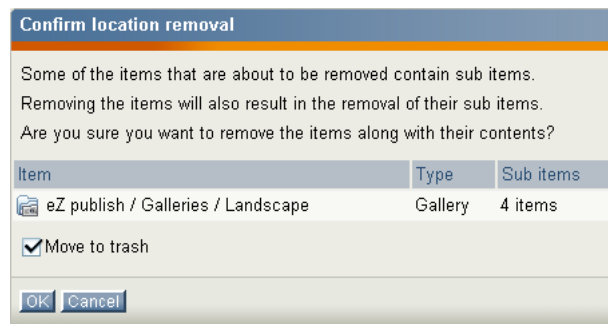 Confirm location removal
Some of the items that are about to be removed contain sub items.
Removing the items will also result in the removal of their sub items.
Are you sure you want to remove the items along with their contents?
Item Type Sub items
eZ publish / Galleries / Landscape Gallery 4 items
Move to trash
OK Cancel